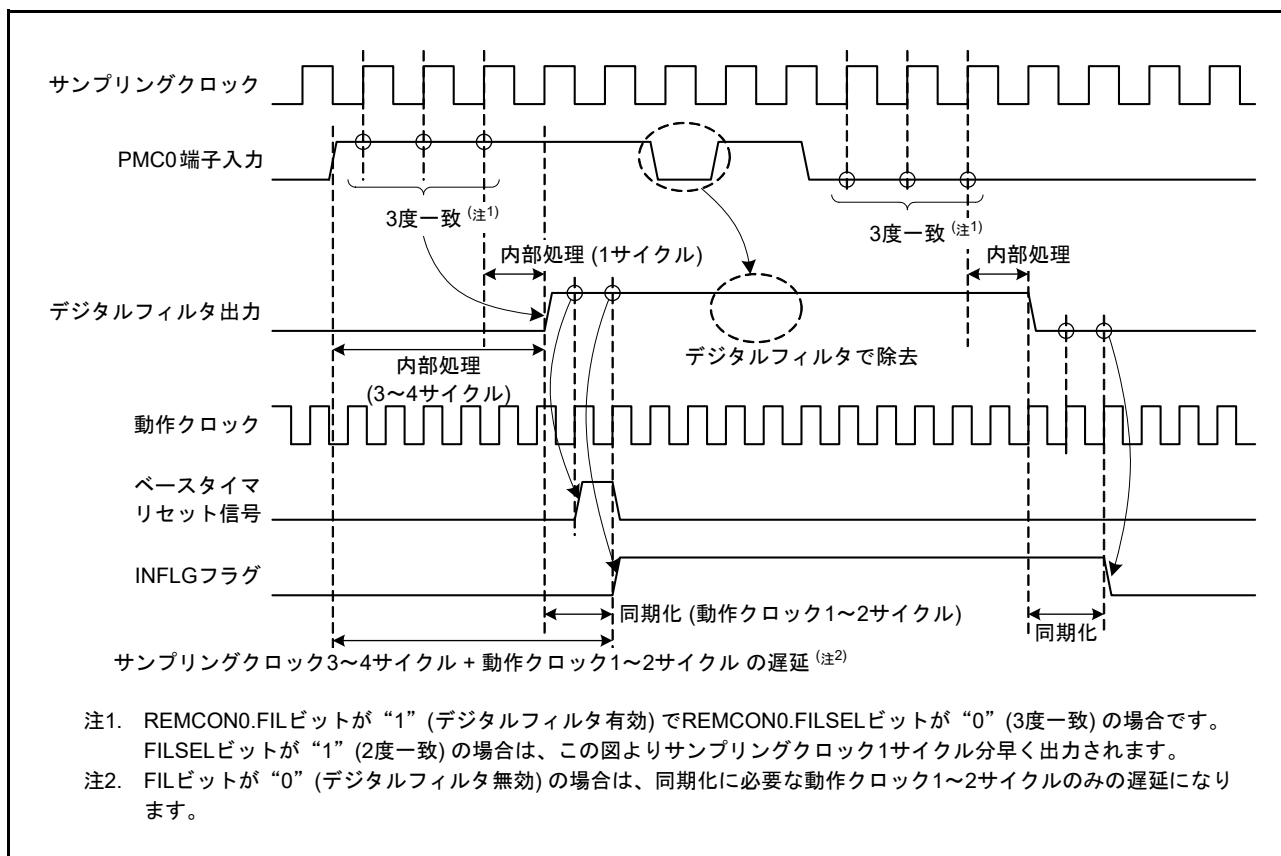 サンプリングクロック
PMC0端子入力
3度一致 (注1)
3度一致 (注1)
内部処理 (1サイクル)
内部処理
デジタルフィルタ出力
デジタルフィルタで除去
内部処理
(3～4サイクル)
動作クロック
ベースタイマ
リセット信号
INFLGフラグ
同期化 (動作クロック1～2サイクル)
同期化
サンプリングクロック3～4サイクル + 動作クロック1～2サイクル の遅延 (注2)
注1. REMCON0.FILビットが “1” (デジタルフィルタ有効) でREMCON0.FILSELビットが “0” (3度一致) の場合です。
FILSELビットが “1” (2度一致) の場合は、この図よりサンプリングクロック1サイクル分早く出力されます。
注2. FILビットが “0” (デジタルフィルタ無効) の場合は、同期化に必要な動作クロック1～2サイクルのみの遅延になり
ます。